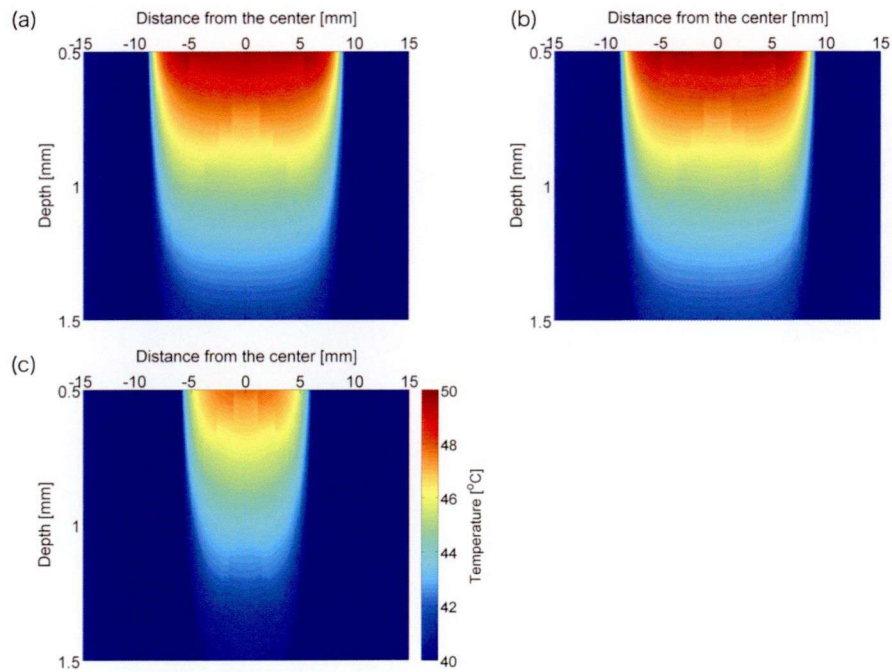 (a)
Distance from the center [mm]
-15 -10 -5 0 5 10 15
0.5
1
1.5
Depth [mm]
(b)
Distance from the center [mm]
-15 -10 -5 0 5 10 15
0.5
1
1.5
Depth [mm]
(c)
Distance from the center [mm]
-15 -10 -5 0 5 10 15
0.5
1
1.5
Depth [mm]
50
48
46
44
42
40
Temperature [°C]